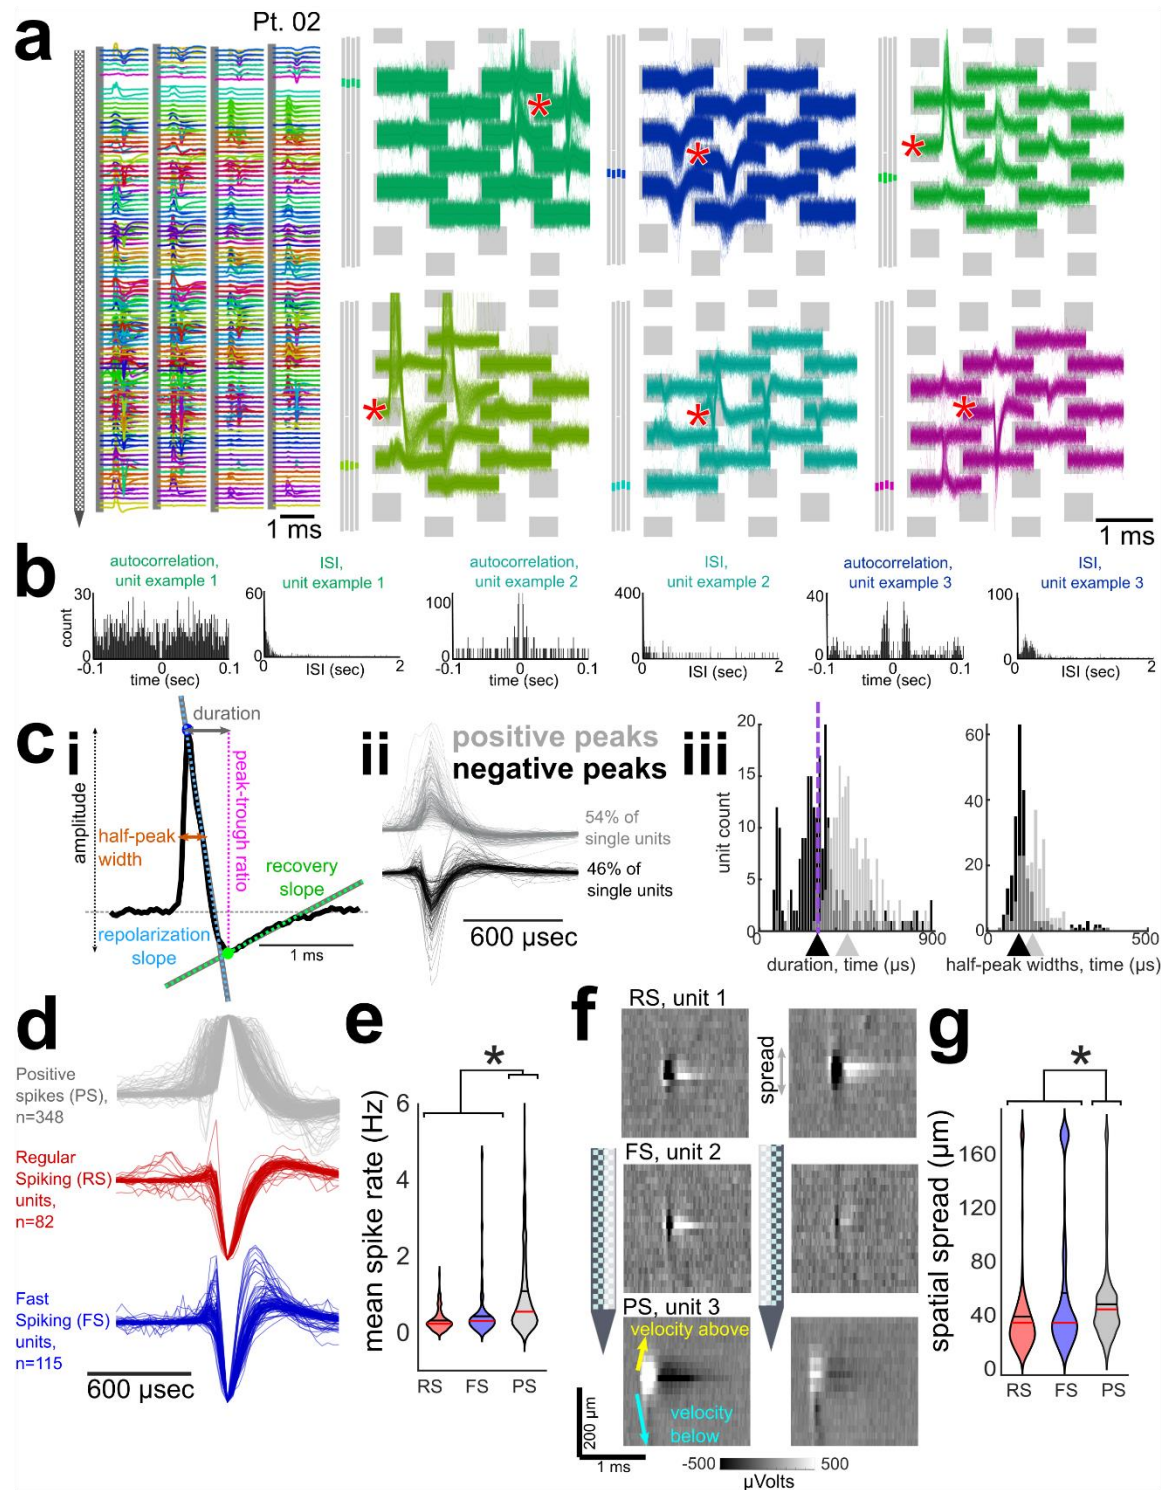 a
Pt. 02
1 ms
1 ms
b
autocorrelation,
unit example 1
ISI,
unit example 1
autocorrelation,
unit example 2
ISI,
unit example 2
autocorrelation,
unit example 3
ISI,
unit example 3
count
30
0
-0.1
0
0.1
time (sec)
60
0
0
ISI (sec)
2
100
0
-0.1
0
0.1
time (sec)
400
0
0
ISI (sec)
2
40
0
-0.1
0
0.1
time (sec)
100
0
0
ISI (sec)
2
c
i
duration
amplitude
half-peak
width
peak-trough ratio
recovery
slope
repolarization
slope
1 ms
ii
positive peaks
negative peaks
54% of
single units
46% of
single units
600 µsec
iii
unit count
20
15
10
5
0
0
900
duration, time (µs)
60
40
20
0
0
500
half-peak widths, time (µs)
d
Positive
spikes (PS),
n=348
Regular
Spiking (RS)
units,
n=82
Fast
Spiking (FS)
units,
n=115
600 µsec
e
*
mean spike rate (Hz)
6
4
2
0
RS
FS
PS
f
RS, unit 1
spread
FS, unit 2
PS, unit 3
velocity above
velocity
below
200 µm
1 ms
-500
500
µVolts
g
*
spatial spread (µm)
160
120
80
40
0
RS
FS
PS